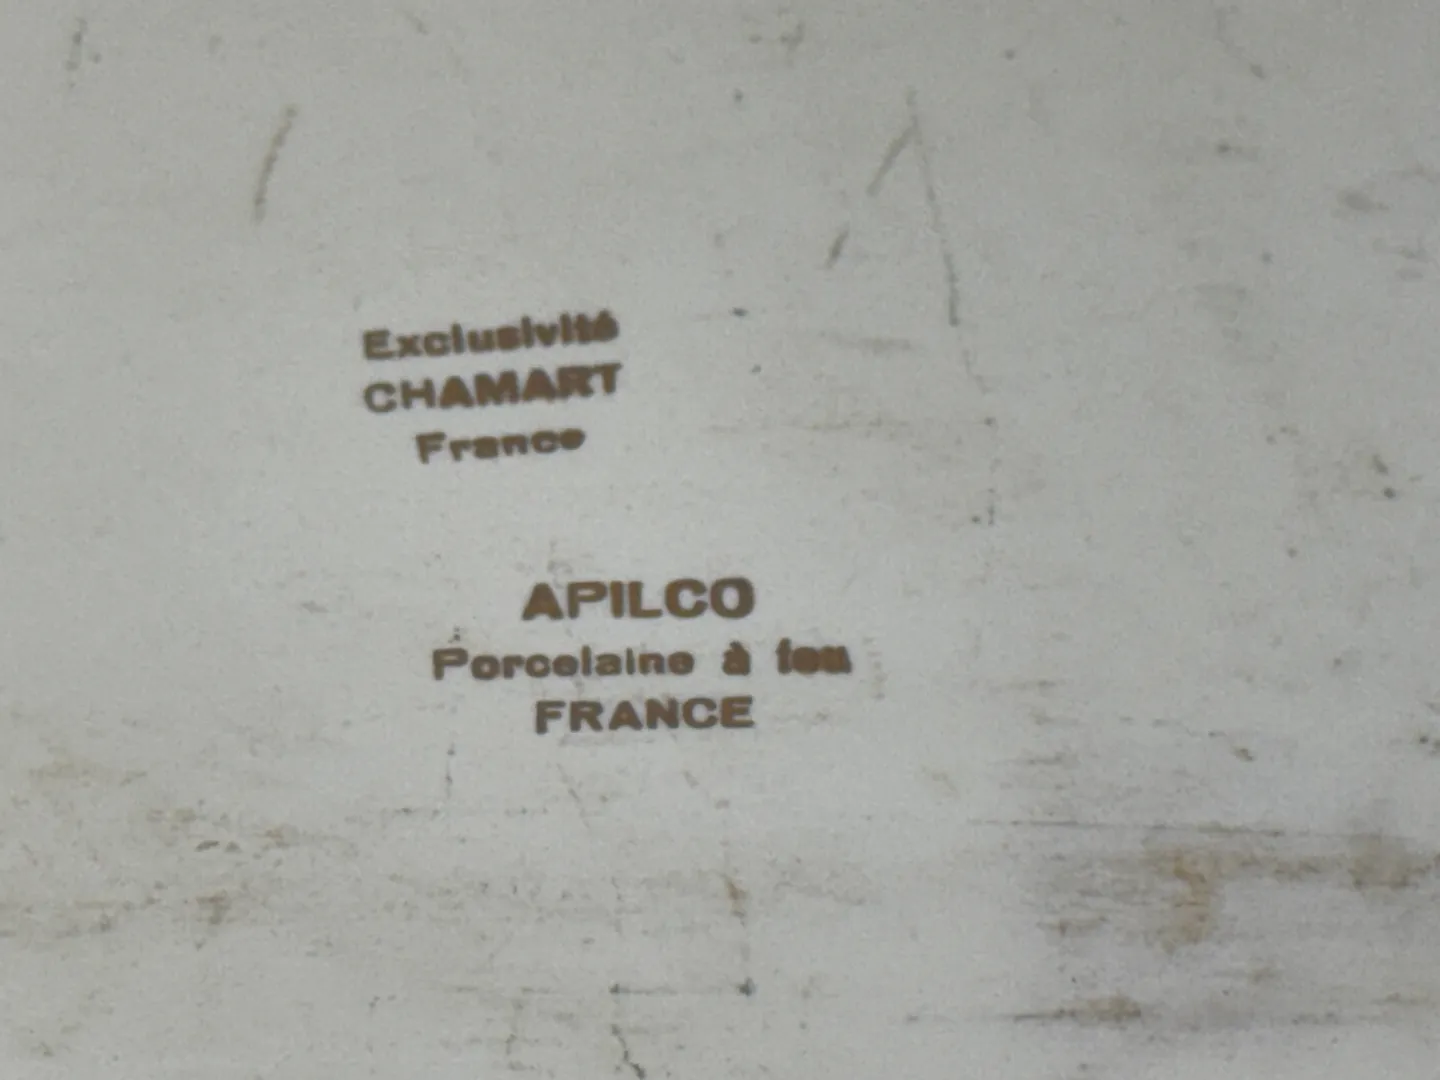 Exclusivité
CHAMART
France
APILCO
Porcelaine à feu
FRANCE